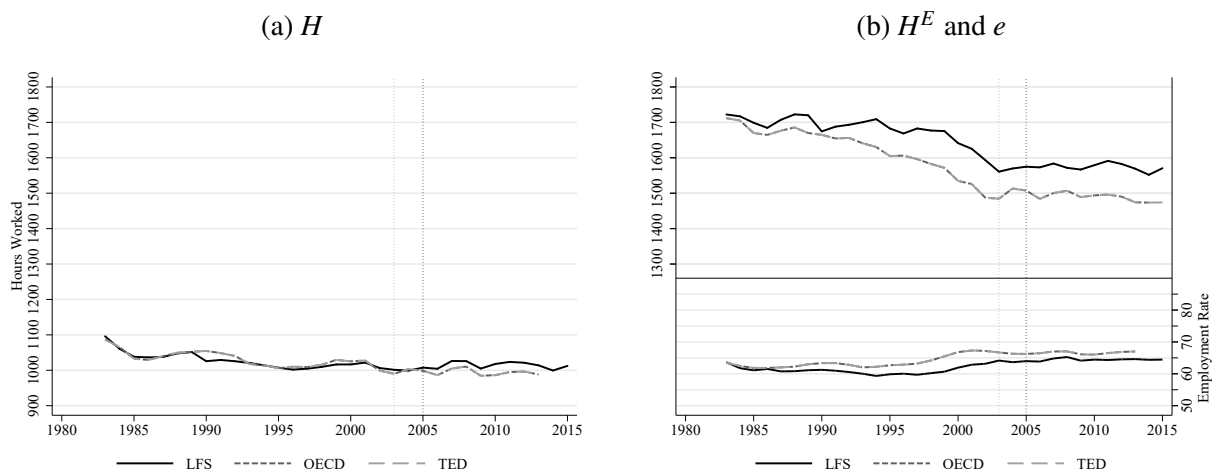 (a) H
Hours Worked
900 1000 1100 1200 1300 1400 1500 1600 1700 1800
1980 1985 1990 1995 2000 2005 2010 2015
LFS OECD TED
(b) H^E and e
1300 1400 1500 1600 1700 1800
50 60 70 80
Employment Rate
1980 1985 1990 1995 2000 2005 2010 2015
LFS OECD TED